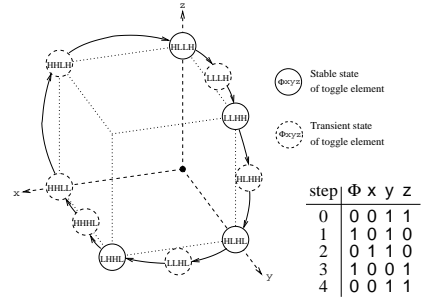 z
HLLH
HHLH
LLLH
Φxyz Stable state
of toggle element
LLHH
Φxyz Transient state
of toggle element
HLHH
x
HHLL
HHHL
LHHL
LLHL
HLHL
y
step Φ x y z
0 0 0 1 1
1 1 0 1 0
2 0 1 1 0
3 1 0 0 1
4 0 0 1 1